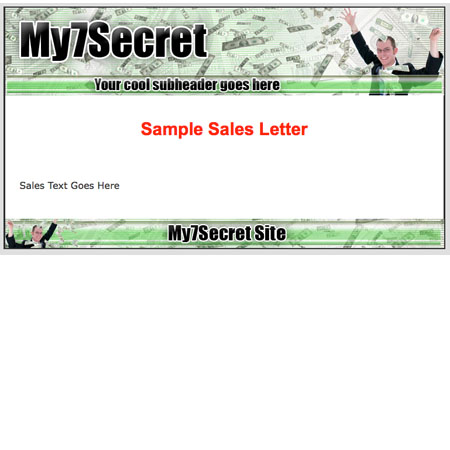 My7Secret
Your cool subheader goes here
Sample Sales Letter
Sales Text Goes Here
My7Secret Site